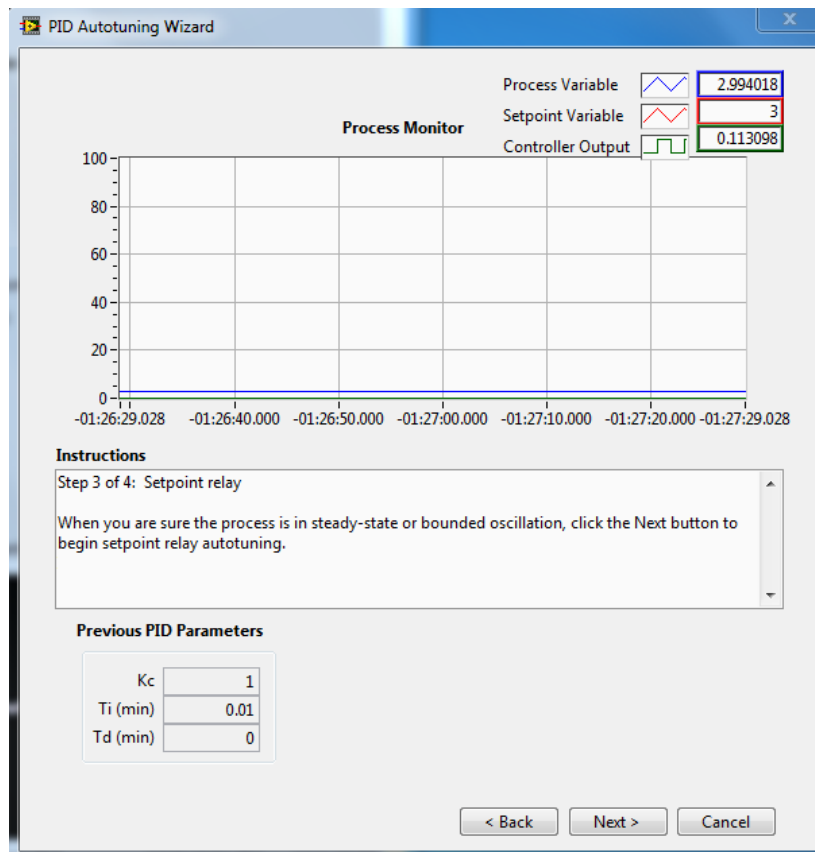 PID Autotuning Wizard
x
Process Variable 2.994018
Setpoint Variable 3
Controller Output 0.113098
Process Monitor
100
80
60
40
20
0
-01:26:29.028 -01:26:40.000 -01:26:50.000 -01:27:00.000 -01:27:10.000 -01:27:20.000 -01:27:29.028
Instructions
Step 3 of 4: Setpoint relay
When you are sure the process is in steady-state or bounded oscillation, click the Next button to
begin setpoint relay autotuning.
Previous PID Parameters
Kc 1
Ti (min) 0.01
Td (min) 0
< Back Next > Cancel